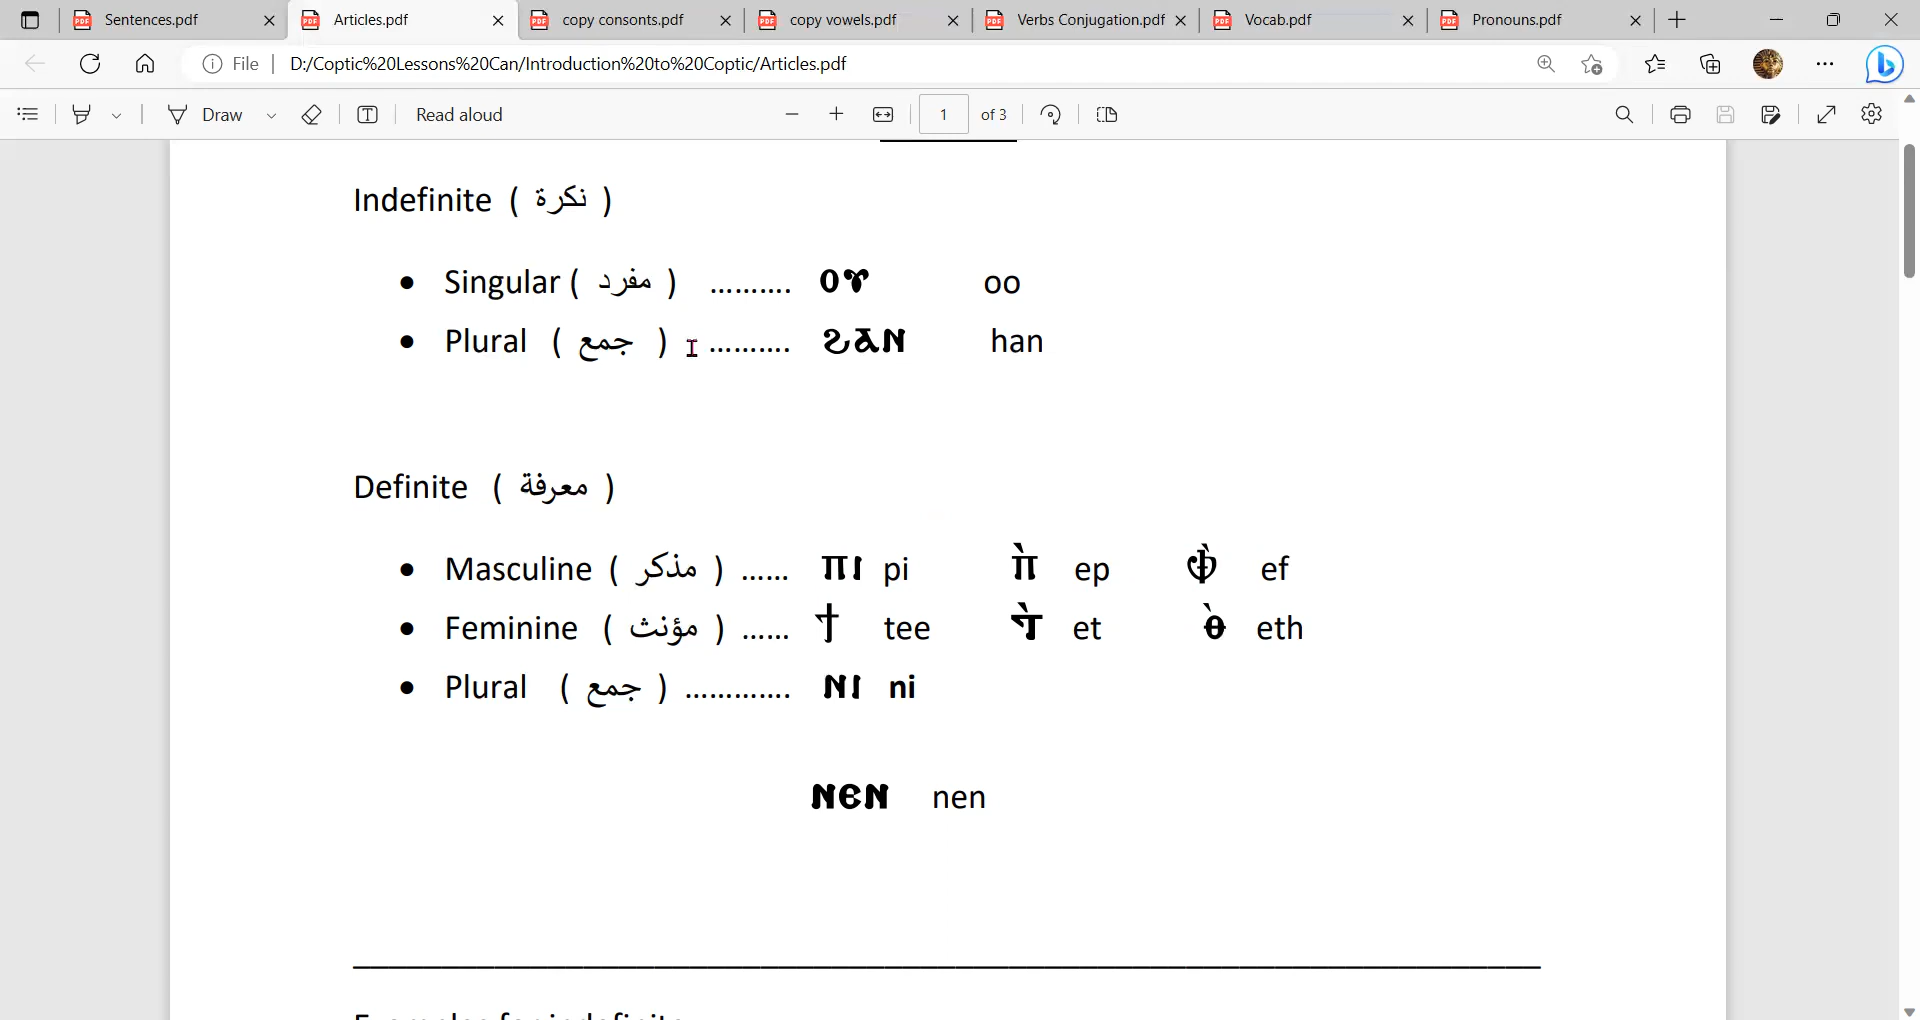 Sentences.pdf Articles.pdf copy consonts.pdf copy vowels.pdf Verbs Conjugation.pdf Vocab.pdf Pronouns.pdf
File D:/Coptic%20Lessons%20Can/Introduction%20to%20Coptic/Articles.pdf
Draw Read aloud 1 of 3
Indefinite ( نكرة )
• Singular ( مفرد ) .......... ⲟⲩ oo
• Plural ( جمع ) .......... ϩⲁⲛ han
Definite ( معرفة )
• Masculine ( مذكر ) ...... ⲡⲓ pi ⲡ̀ ep ⲫ̀ ef
• Feminine ( مؤنث ) ...... ϯ tee ⲧ̀ et ⲑ̀ eth
• Plural ( جمع ) ............. ⲛⲓ ni
ⲛⲉⲛ nen